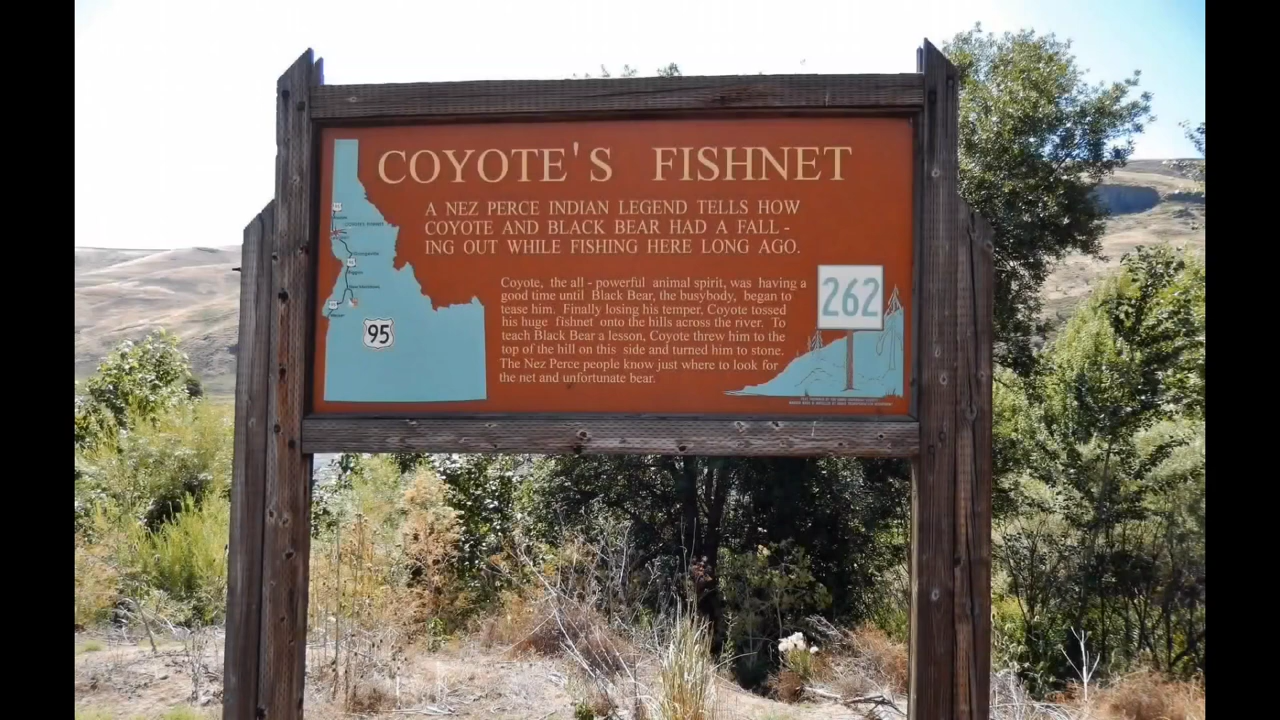 COYOTE'S FISHNET
A NEZ PERCE INDIAN LEGEND TELLS HOW
COYOTE AND BLACK BEAR HAD A FALL -
ING OUT WHILE FISHING HERE LONG AGO.
Coyote, the all - powerful animal spirit, was having a
good time until Black Bear, the busybody, began to
tease him. Finally losing his temper, Coyote tossed
his huge fishnet onto the hills across the river. To
teach Black Bear a lesson, Coyote threw him to the
top of the hill on this side and turned him to stone.
The Nez Perce people know just where to look for
the net and unfortunate bear.
95
262